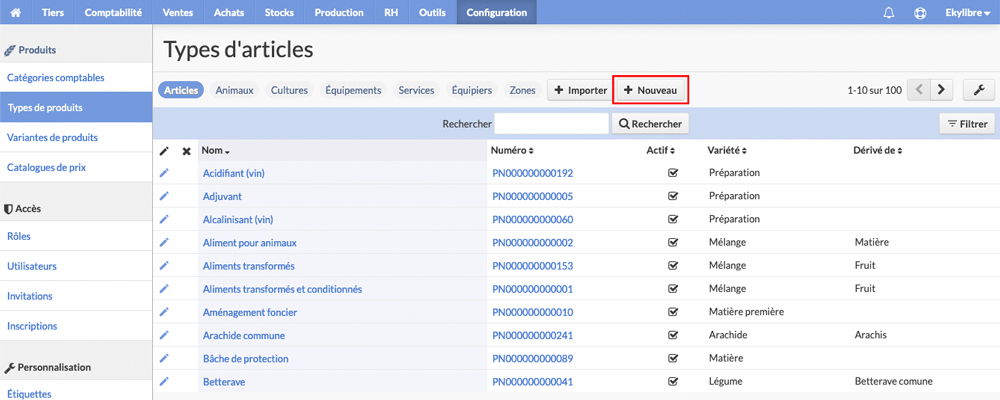 Tiers Comptabilité Ventes Achats Stocks Production RH Outils Configuration Ekylibre
Produits
Catégories comptables
Types de produits
Variantes de produits
Catalogues de prix
Accès
Rôles
Utilisateurs
Invitations
Inscriptions
Personnalisation
Étiquettes
Types d'articles
Articles Animaux Cultures Équipements Services Équipiers Zones Importer Nouveau 1-10 sur 100
Rechercher Rechercher Filtrer
Nom Numéro Actif Variété Dérivé de
Acidifiant (vin) PN000000000192 Préparation
Adjuvant PN000000000005 Préparation
Alcalinisant (vin) PN000000000060 Préparation
Aliment pour animaux PN000000000002 Mélange Matière
Aliments transformés PN000000000153 Mélange Fruit
Aliments transformés et conditionnés PN000000000001 Mélange Fruit
Aménagement foncier PN000000000010 Matière première
Arachide commune PN000000000241 Arachide Arachis
Bâche de protection PN000000000089 Matière
Betterave PN000000000041 Légume Betterave comune